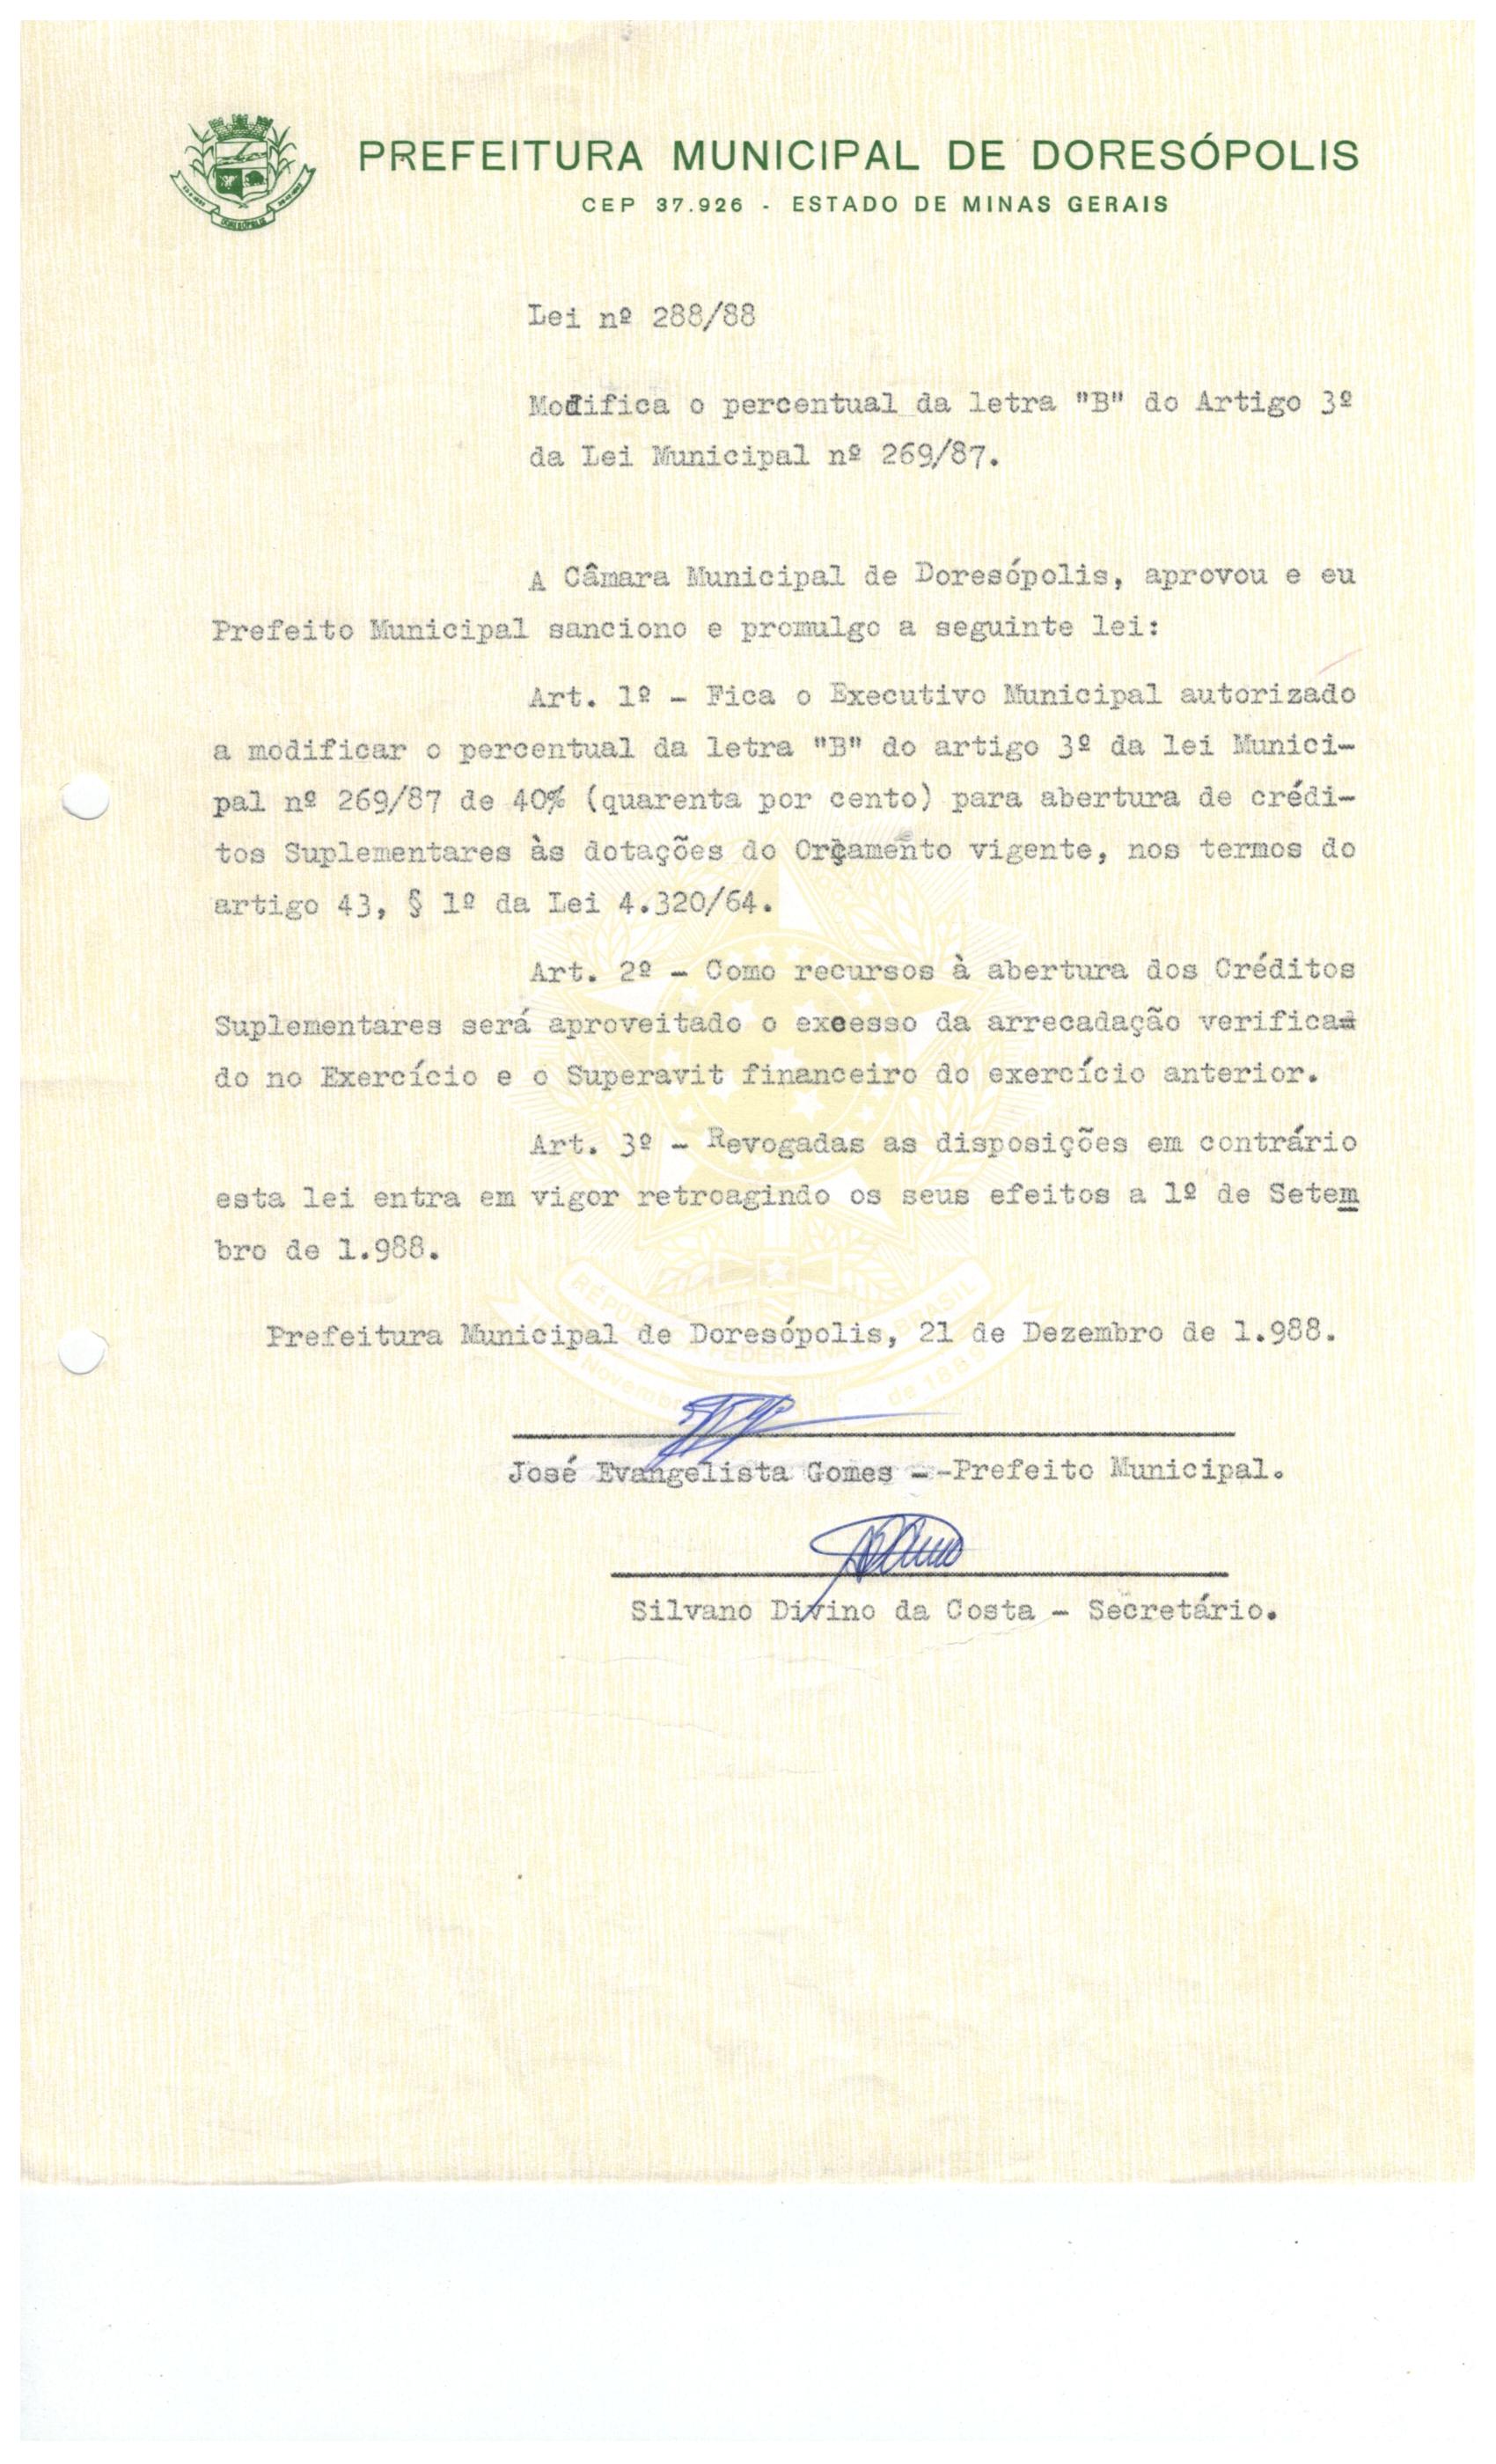 PREFEITURA MUNICIPAL DE DORESÓPOLIS
CEP 37.926 - ESTADO DE MINAS GERAIS
DORESÓPOLIS
Lei nº 288/88
Modifica o percentual da letra "B" do Artigo 3º
da Lei Municipal nº 269/87.
A Câmara Municipal de Doresópolis, aprovou e eu
Prefeito Municipal sanciono e promulgo a seguinte lei:
Art. 1º - Fica o Executivo Municipal autorizado
a modificar o percentual da letra "B" do artigo 3º da lei Munici-
pal nº 269/87 de 40% (quarenta por cento) para abertura de crédi-
tos Suplementares às dotações do Orçamento vigente, nos termos do
artigo 43, § 1º da Lei 4.320/64.
Art. 2º - Como recursos à abertura dos Créditos
Suplementares será aproveitado o excesso da arrecadação verifica-
do no Exercício e o Superavit financeiro do exercício anterior.
Art. 3º - Revogadas as disposições em contrário
esta lei entra em vigor retroagindo os seus efeitos a 1º de Setem
bro de 1.988.
Prefeitura Municipal de Doresópolis, 21 de Dezembro de 1.988.
José Evangelista Gomes - -Prefeito Municipal.
Silvano Divino da Costa - Secretário.